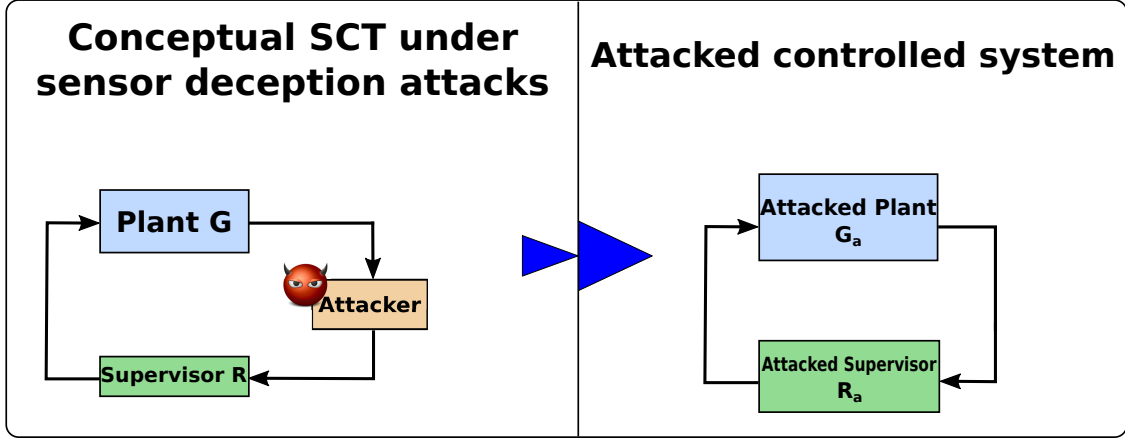 Conceptual SCT under
sensor deception attacks
Plant G
Attacker
Supervisor R
Attacked controlled system
Attacked Plant
Gₐ
Attacked Supervisor
Rₐ